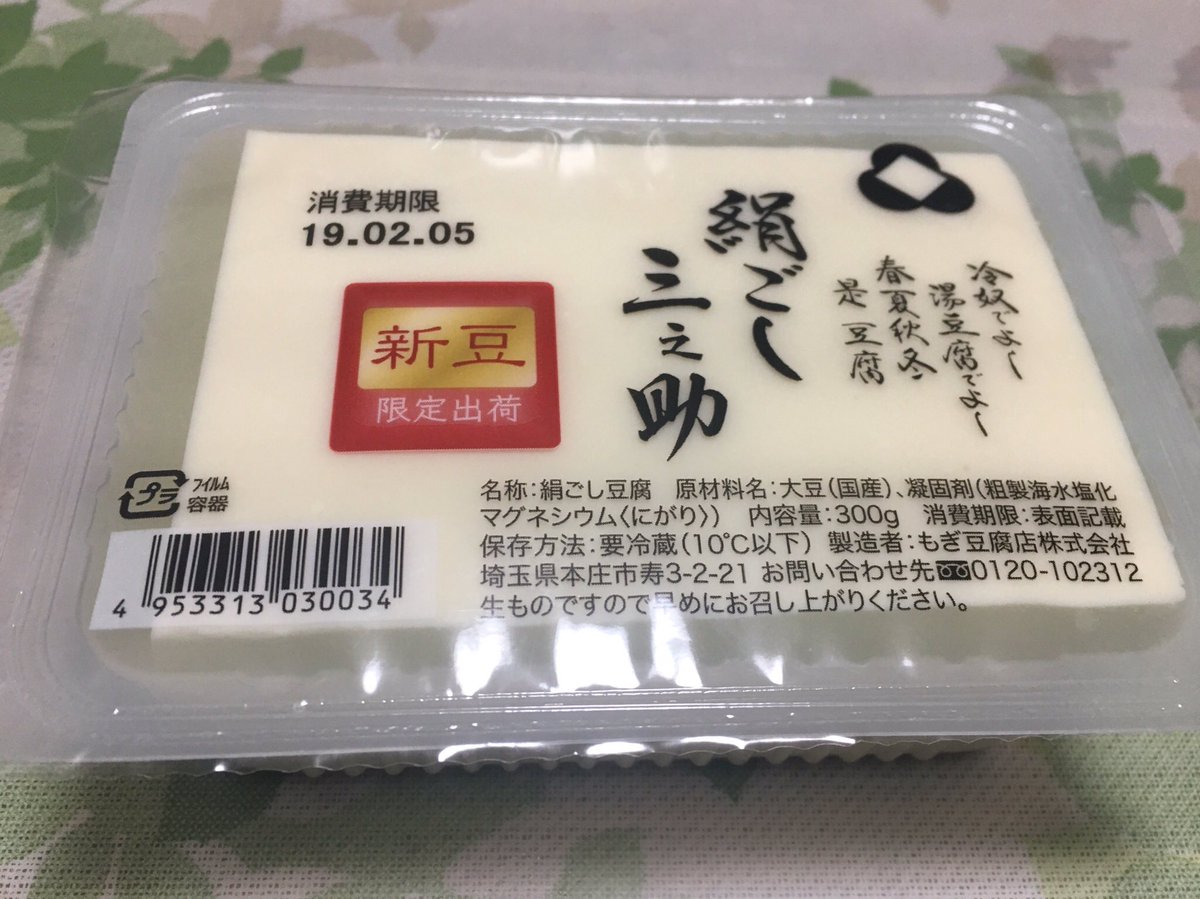 消費期限
19.02.05
新豆
限定出荷
絹ごし
三之助
冷奴でよし
湯豆腐でよし
春夏秋冬
是豆腐
プラ
フィルム
容器
4 953313 030034
名称:絹ごし豆腐 原材料名:大豆(国産)、凝固剤(粗製海水塩化
マグネシウム〈にがり〉) 内容量:300g 消費期限:表面記載
保存方法:要冷蔵(10℃以下) 製造者:もぎ豆腐店株式会社
埼玉県本庄市寿3-2-21 お問い合わせ先 0120-102312
生ものですので早めにお召し上がりください。